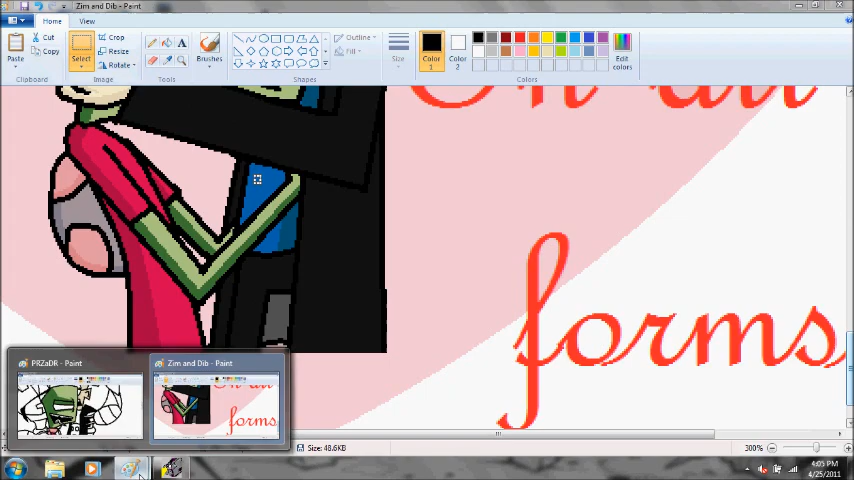 Zim and Dib - Paint
Home View
Paste Cut Copy Select Crop Resize Rotate Brushes Outline Fill Size Color 1 Color 2 Edit colors
Clipboard Image Tools Shapes Colors
forms
PRZaDR - Paint
Zim and Dib - Paint
forms
Size: 48.6KB 300%
4:05 PM
4/25/2011